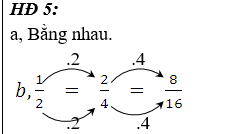 HĐ 5:
a, Bằng nhau.
.2 .4
b, 1/2 = 2/4 = 8/16
.2 .4